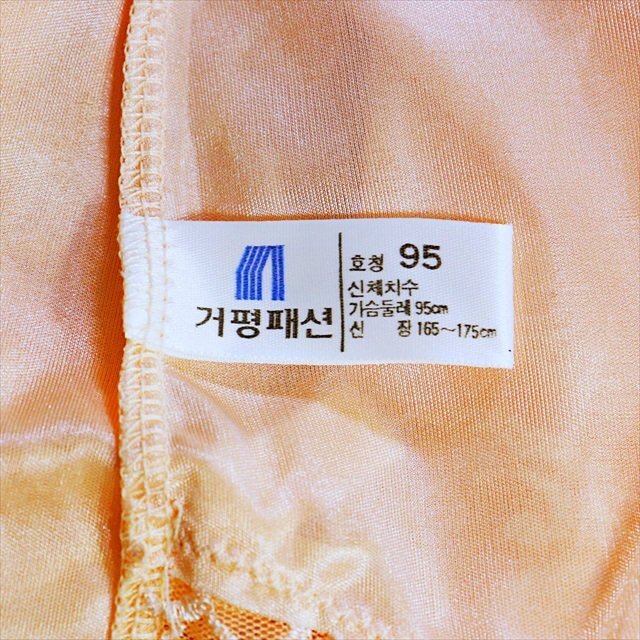 거평패션
호칭 95
신체치수
가슴둘레 95cm
신 장 165~175cm